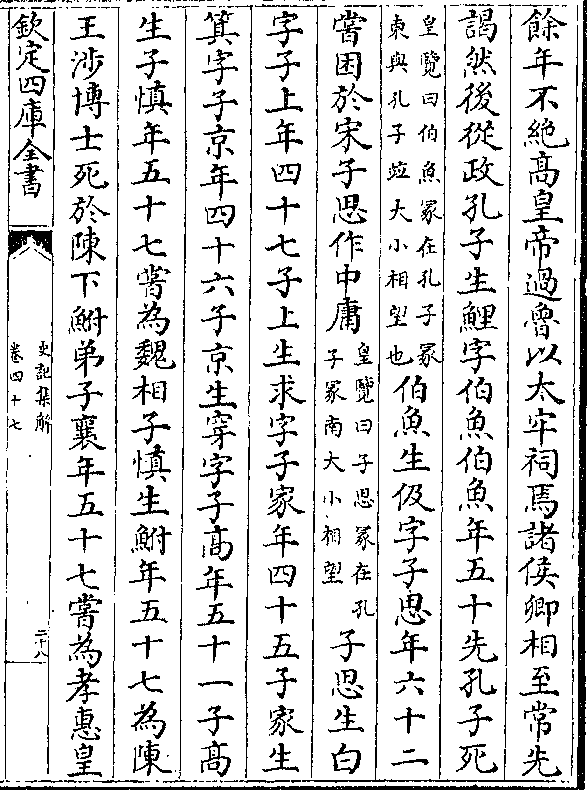 餘年不絶高皇帝過魯以太牢祠焉諸侯卿相至常先
謁然後從政孔子生鯉字伯魚伯魚年五十先孔子死
皇覽曰伯魚冢在孔子冢
東與孔子竝大小相望也
伯魚生伋字子思年六十二
嘗困於宋子思作中庸
皇覽曰子思冢在孔
子冢南大小相望
子思生白
字子上年四十七子上生求字子家年四十五子家生
箕字子京年四十六子京生穿字子高年五十一子高
生子慎年五十七嘗為魏相子慎生鮒年五十七為陳
王涉博士死於陳下鮒弟子襄年五十七嘗為孝惠皇
欽定四庫全書
史記集解
卷四十七
二十八